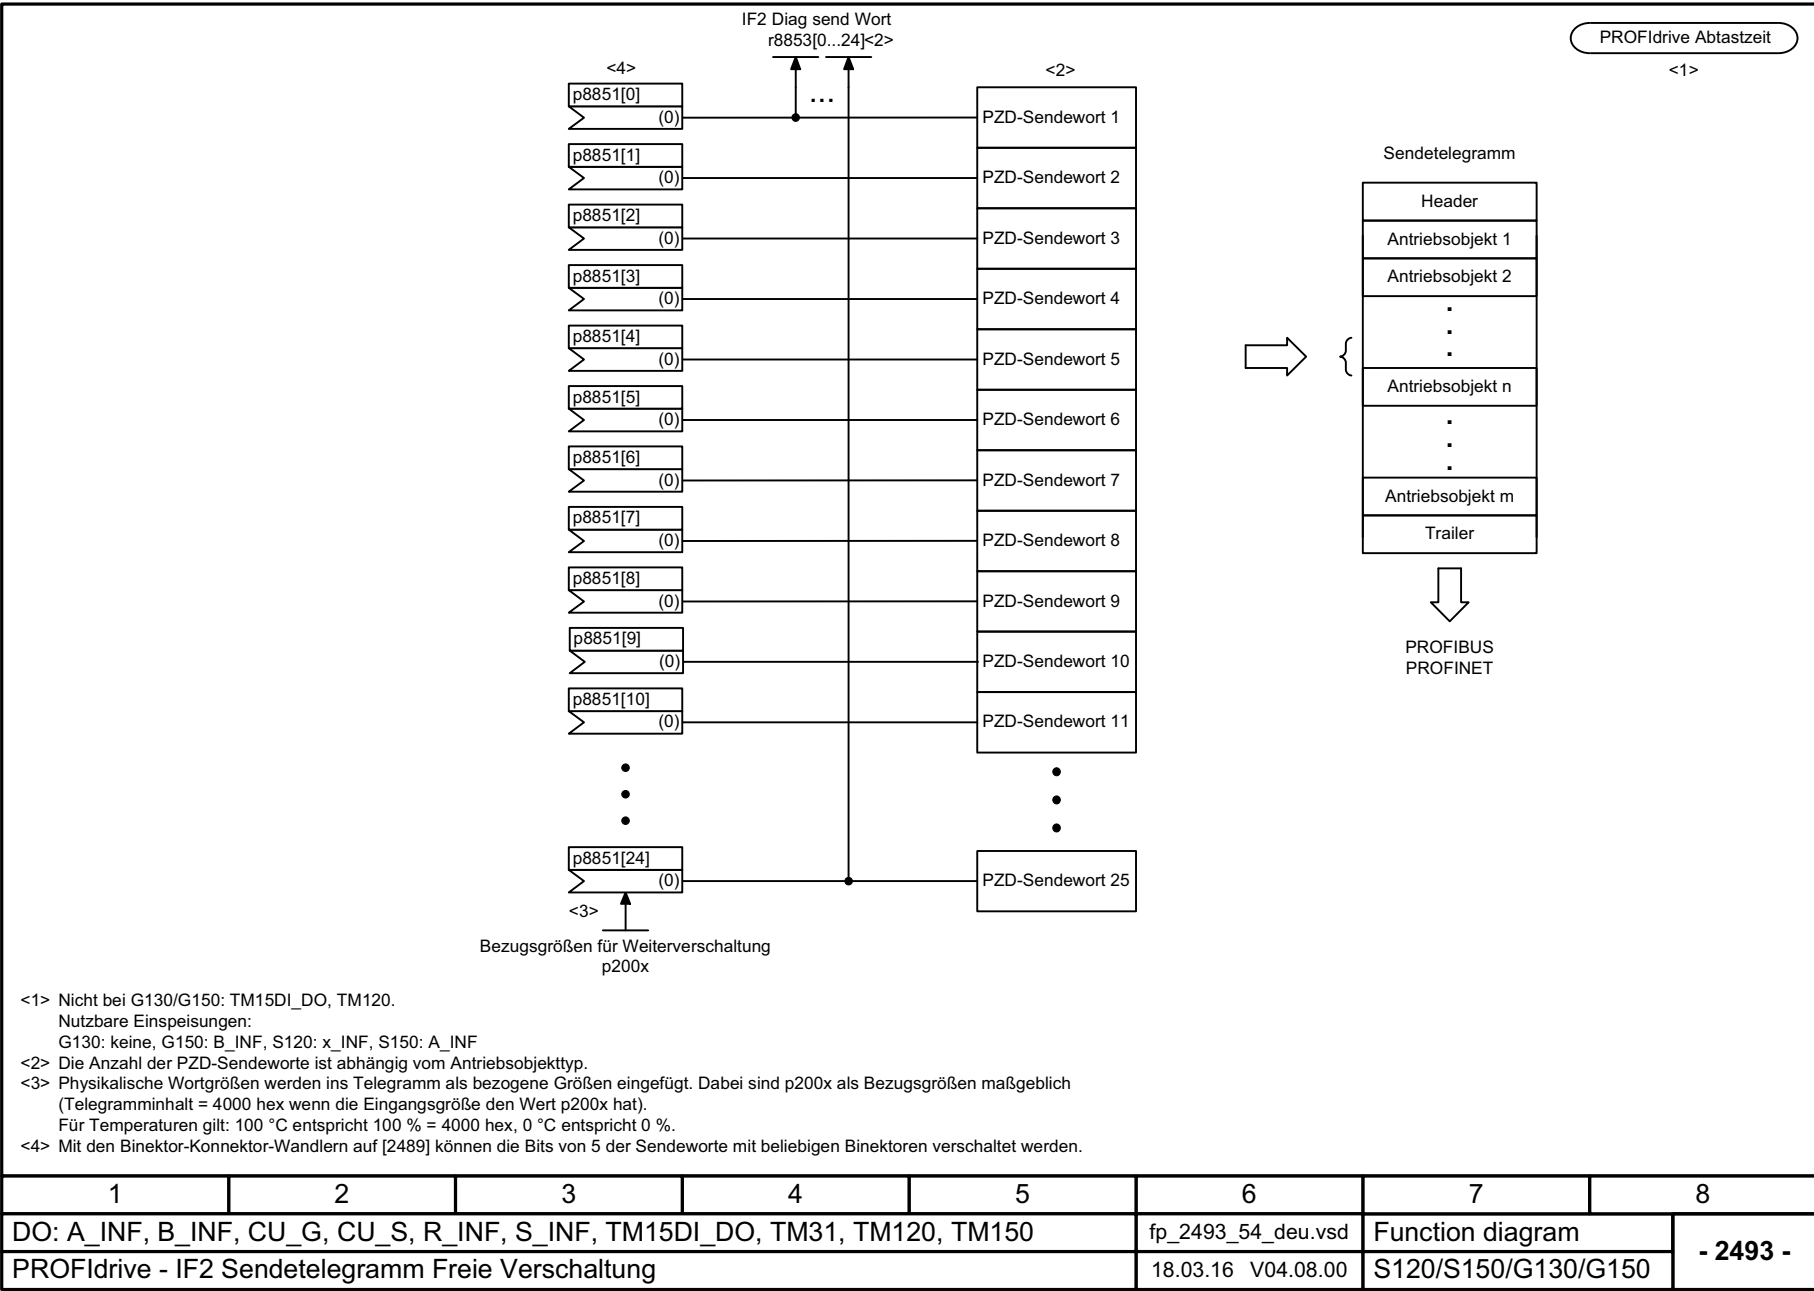 IF2 Diag send Wort
r8853[0...24]<2>
PROFIdrive Abtastzeit
<1>
<4>
<2>
...
p8851[0]
(0)
PZD-Sendewort 1
p8851[1]
(0)
PZD-Sendewort 2
p8851[2]
(0)
PZD-Sendewort 3
p8851[3]
(0)
PZD-Sendewort 4
p8851[4]
(0)
PZD-Sendewort 5
p8851[5]
(0)
PZD-Sendewort 6
p8851[6]
(0)
PZD-Sendewort 7
p8851[7]
(0)
PZD-Sendewort 8
p8851[8]
(0)
PZD-Sendewort 9
p8851[9]
(0)
PZD-Sendewort 10
p8851[10]
(0)
PZD-Sendewort 11
p8851[24]
(0)
PZD-Sendewort 25
<3>
Bezugsgrößen für Weiterverschaltung
p200x
Sendetelegramm
Header
Antriebsobjekt 1
Antriebsobjekt 2
Antriebsobjekt n
Antriebsobjekt m
Trailer
PROFIBUS
PROFINET
<1> Nicht bei G130/G150: TM15DI_DO, TM120.
Nutzbare Einspeisungen:
G130: keine, G150: B_INF, S120: x_INF, S150: A_INF
<2> Die Anzahl der PZD-Sendeworte ist abhängig vom Antriebsobjekttyp.
<3> Physikalische Wortgrößen werden ins Telegramm als bezogene Größen eingefügt. Dabei sind p200x als Bezugsgrößen maßgeblich
(Telegramminhalt = 4000 hex wenn die Eingangsgröße den Wert p200x hat).
Für Temperaturen gilt: 100 °C entspricht 100 % = 4000 hex, 0 °C entspricht 0 %.
<4> Mit den Binektor-Konnektor-Wandlern auf [2489] können die Bits von 5 der Sendeworte mit beliebigen Binektoren verschaltet werden.
1 2 3 4 5 6 7 8
DO: A_INF, B_INF, CU_G, CU_S, R_INF, S_INF, TM15DI_DO, TM31, TM120, TM150
fp_2493_54_deu.vsd
Function diagram
- 2493 -
PROFIdrive - IF2 Sendetelegramm Freie Verschaltung
18.03.16 V04.08.00
S120/S150/G130/G150